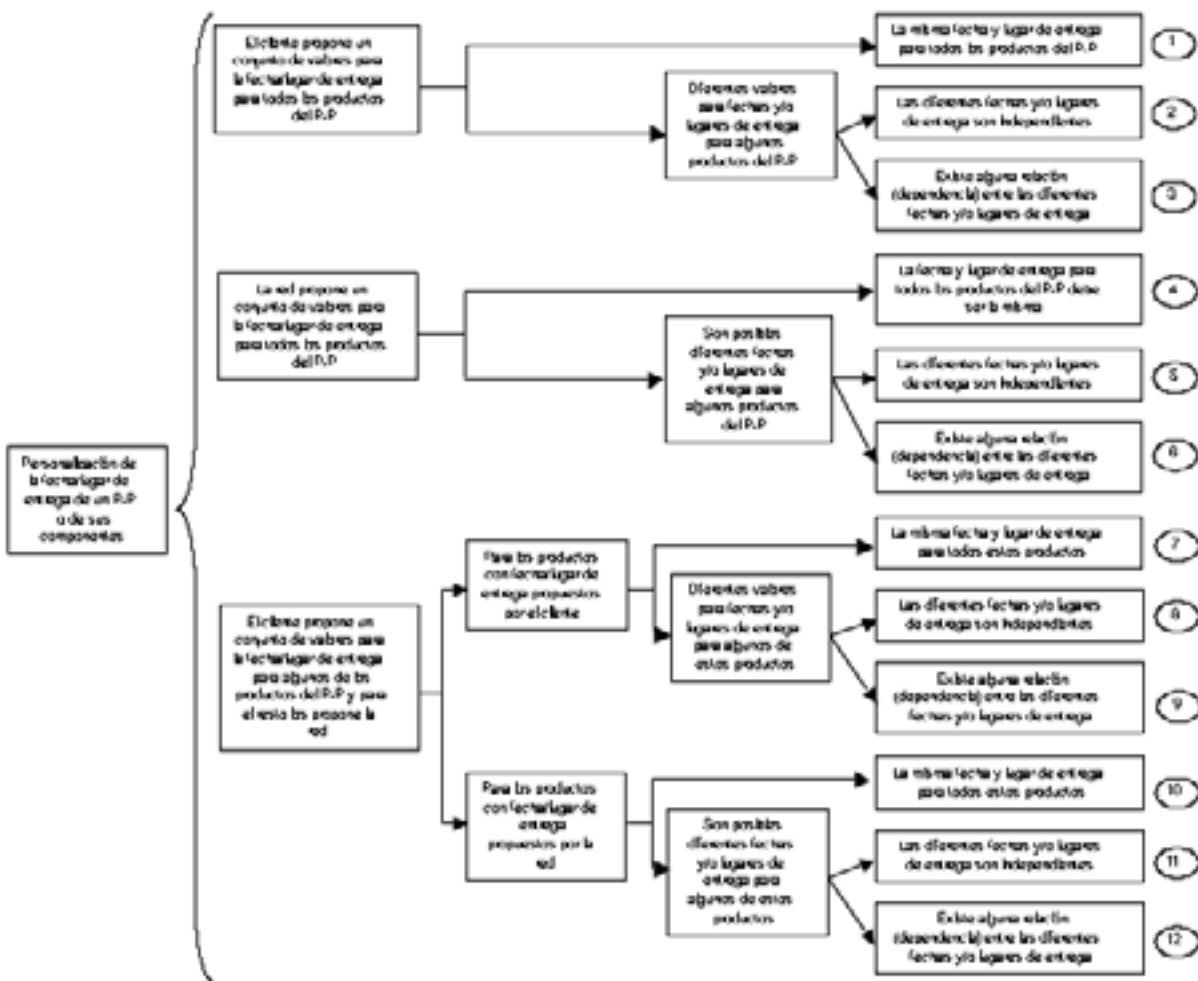 El cliente propone un
conjunto de valores para
la fecha/lugar de entrega
para todos los productos
del P-P
La misma fecha y lugar de entrega
para todos los productos del P-P
1
Diferentes valores
para fechas y/o
lugares de entrega
para algunos
productos del P-P
Las diferentes fechas y/o lugares
de entrega son independientes
2
Existe alguna relación
(dependencia) entre las diferentes
fechas y/o lugares de entrega
3
La red propone un
conjunto de valores para
la fecha/lugar de entrega
para todos los productos
del P-P
La fecha y lugar de entrega para
todos los productos del P-P debe
ser la misma
4
Son posibles
diferentes fechas
y/o lugares de
entrega para
algunos productos
del P-P
Las diferentes fechas y/o lugares
de entrega son independientes
5
Existe alguna relación
(dependencia) entre las diferentes
fechas y/o lugares de entrega
6
Personalización de
la fecha/lugar de
entrega de un P-P
o de sus
componentes
El cliente propone un
conjunto de valores para
la fecha/lugar de entrega
para algunos de los
productos del P-P y para
el resto los propone la
red
Para los productos
con fecha/lugar de
entrega propuestos
por el cliente
La misma fecha y lugar de entrega
para todos estos productos
7
Diferentes valores
para fechas y/o
lugares de entrega
para algunos de
estos productos
Las diferentes fechas y/o lugares
de entrega son independientes
8
Existe alguna relación
(dependencia) entre las diferentes
fechas y/o lugares de entrega
9
Para los productos
con fecha/lugar de
entrega
propuestos por la
red
La misma fecha y lugar de entrega
para todos estos productos
10
Son posibles
diferentes fechas
y/o lugares de
entrega para
algunos de estos
productos
Las diferentes fechas y/o lugares
de entrega son independientes
11
Existe alguna relación
(dependencia) entre las diferentes
fechas y/o lugares de entrega
12